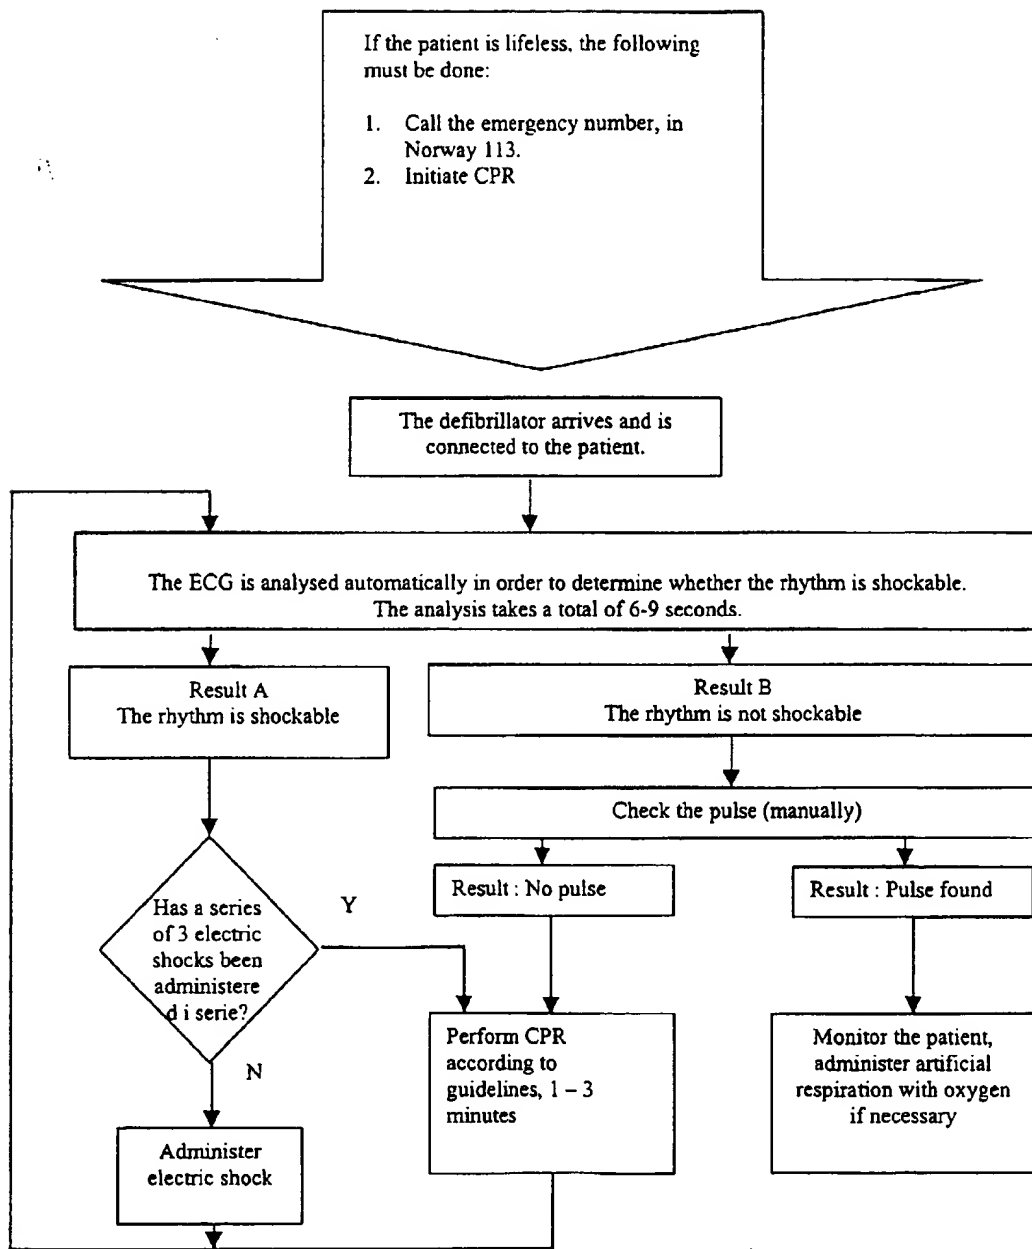 If the patient is lifeless, the following
must be done:
1. Call the emergency number, in
Norway 113.
2. Initiate CPR
The defibrillator arrives and is
connected to the patient.
The ECG is analysed automatically in order to determine whether the rhythm is shockable.
The analysis takes a total of 6-9 seconds.
Result A
The rhythm is shockable
Result B
The rhythm is not shockable
Check the pulse (manually)
Result : No pulse
Result : Pulse found
Has a series
of 3 electric
shocks been
administere
d i serie?
Y
N
Perform CPR
according to
guidelines, 1 – 3
minutes
Monitor the patient,
administer artificial
respiration with oxygen
if necessary
Administer
electric shock